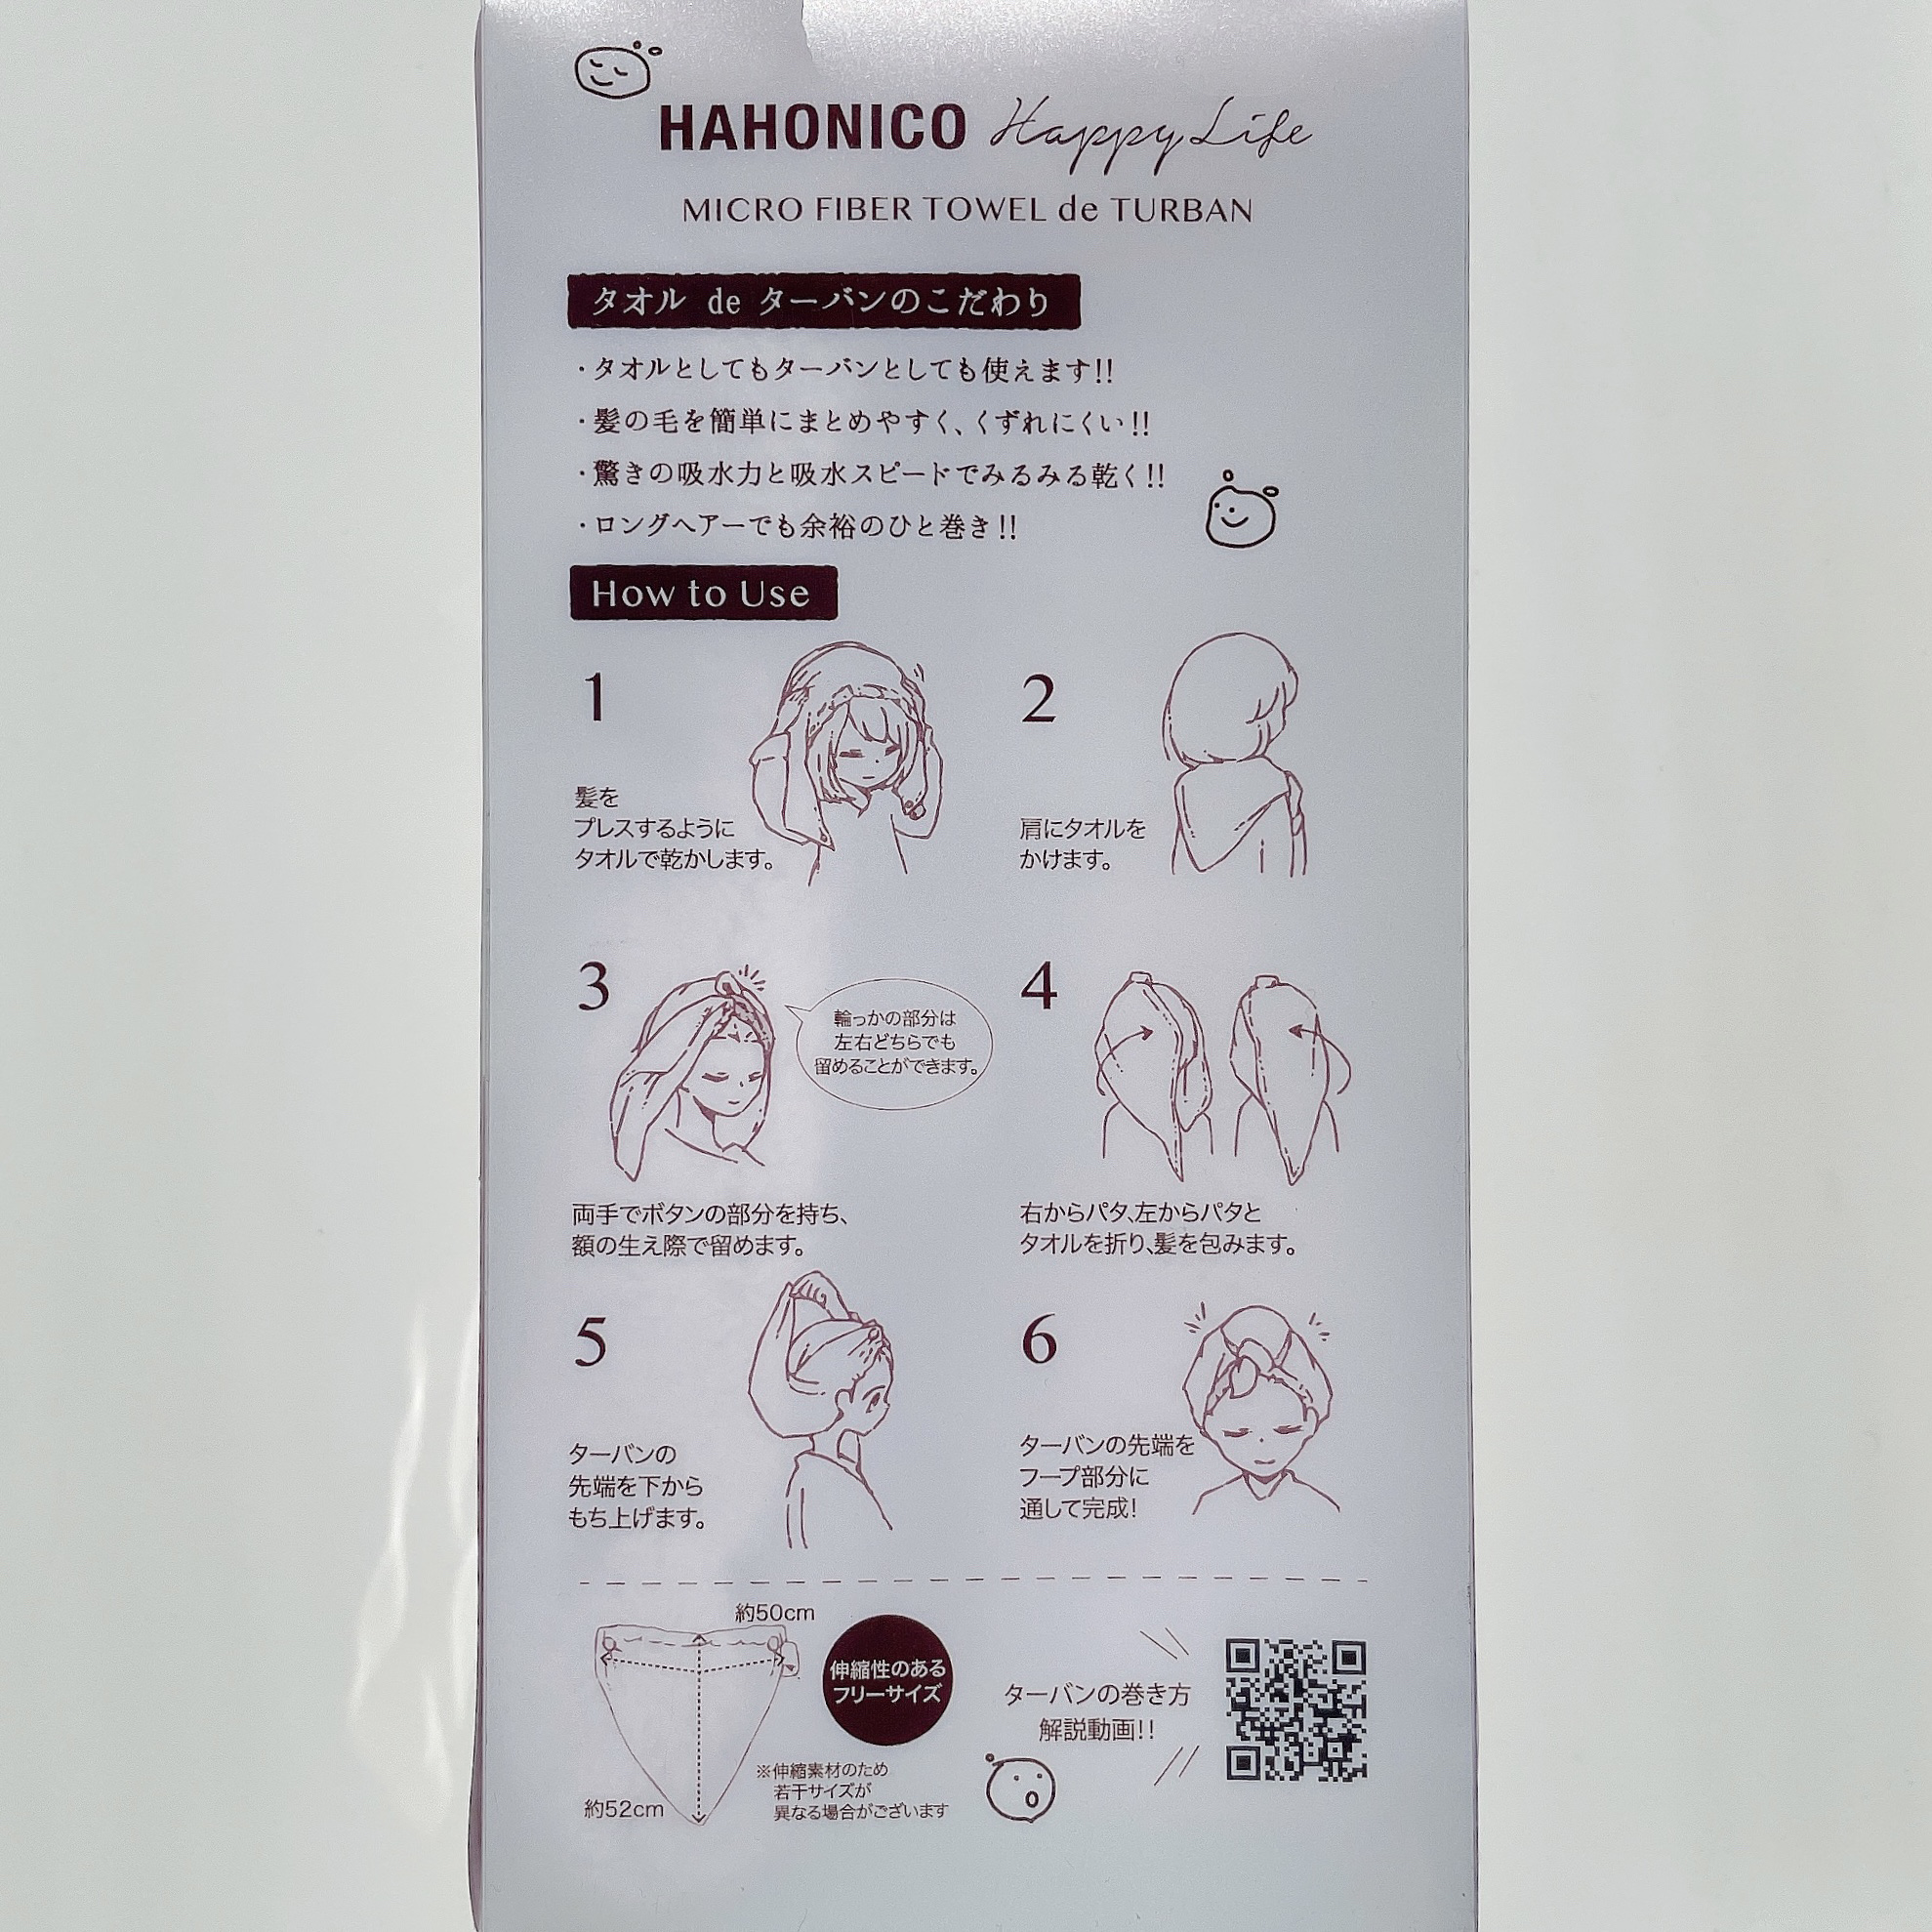 HAHONICO Happy Life
MICRO FIBER TOWEL de TURBAN
タオル de ターバンのこだわり
・タオルとしてもターバンとしても使えます!!
・髪の毛を簡単にまとめやすく、くずれにくい!!
・驚きの吸水力と吸水スピードでみるみる乾く!!
・ロングヘアーでも余裕のひと巻き!!
How to Use
1
髪を
プレスするように
タオルで乾かします。
2
肩にタオルを
かけます。
3
輪っかの部分は
左右どちらでも
留めることができます。
両手でボタンの部分を持ち、
額の生え際で留めます。
4
右からパタ、左からパタと
タオルを折り、髪を包みます。
5
ターバンの
先端を下から
もち上げます。
6
ターバンの先端を
フープ部分に
通して完成!
約50cm
約52cm
伸縮性のある
フリーサイズ
※伸縮素材のため
若干サイズが
異なる場合がございます
ターバンの巻き方
解説動画!!